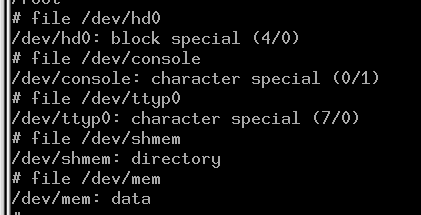 /root
# file /dev/hd0
/dev/hd0: block special (4/0)
# file /dev/console
/dev/console: character special (0/1)
# file /dev/ttyp0
/dev/ttyp0: character special (7/0)
# file /dev/shmem
/dev/shmem: directory
# file /dev/mem
/dev/mem: data
#